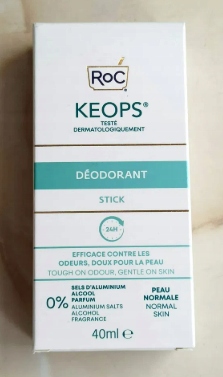 RoC
KEOPS®
TESTÉ
DERMATOLOGIQUEMENT
DÉODORANT
STICK
24H
EFFICACE CONTRE LES
ODEURS, DOUX POUR LA PEAU
TOUGH ON ODOUR, GENTLE ON SKIN
0%
SELS D'ALUMINIUM
ALCOOL
PARFUM
ALUMINIUM SALTS
ALCOHOL
FRAGRANCE
PEAU
NORMALE
NORMAL
SKIN
40ml ℮